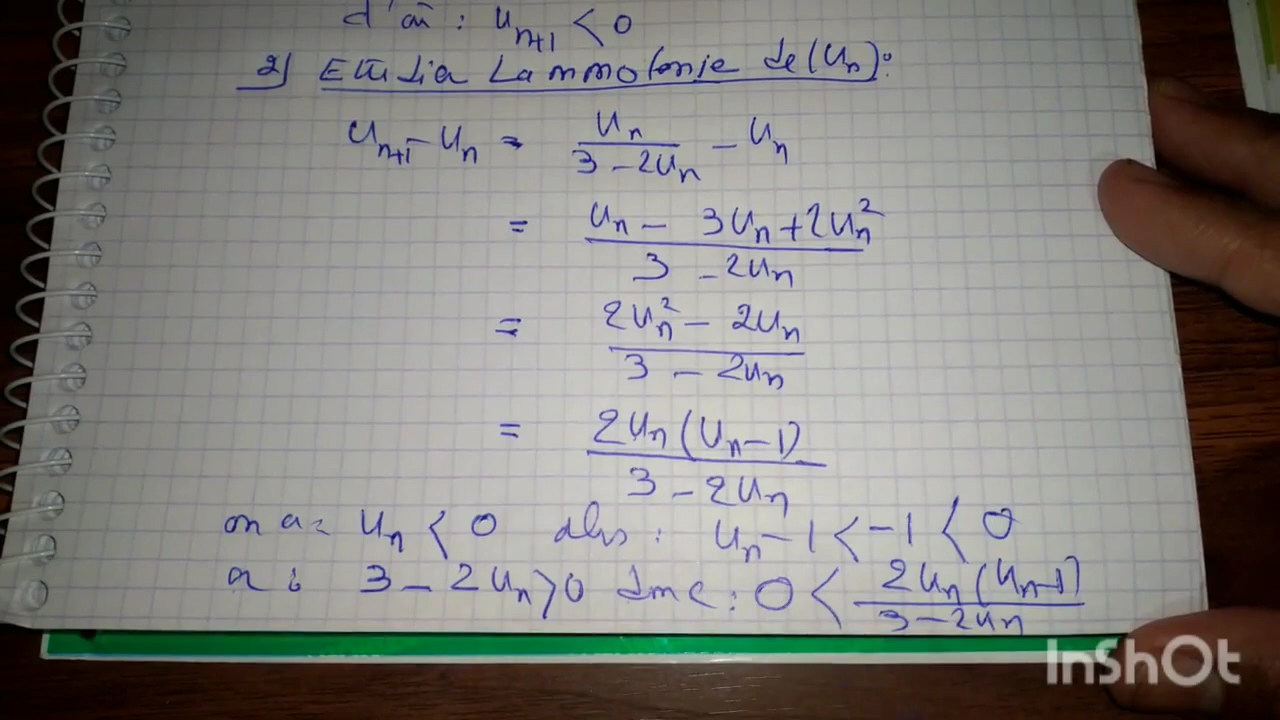 d'où : Uₙ₊₁ < 0
2) Etudier La monotonie de (Uₙ):
Uₙ₊₁ - Uₙ = Uₙ / (3 - 2Uₙ) - Uₙ
= (Uₙ - 3Uₙ + 2Uₙ²) / (3 - 2Uₙ)
= (2Uₙ² - 2Uₙ) / (3 - 2Uₙ)
= 2Uₙ(Uₙ - 1) / (3 - 2Uₙ)
on a : Uₙ < 0 alors : Uₙ - 1 < -1 < 0
3 - 2Uₙ > 0 donc : 0 < 2Uₙ(Uₙ - 1) / (3 - 2Uₙ)
InShOt